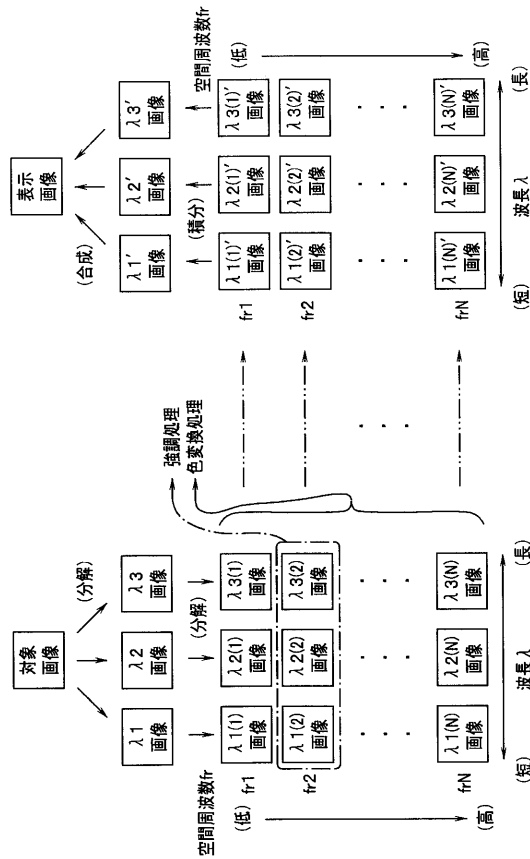 対象
画像
(分解)
λ1
画像
λ2
画像
λ3
画像
(分解)
空間周波数fr
(低)
fr1
λ1(1)
画像
λ2(1)
画像
λ3(1)
画像
fr2
λ1(2)
画像
λ2(2)
画像
λ3(2)
画像
・ ・ ・
・ ・ ・
・ ・ ・
(高)
frN
λ1(N)
画像
λ2(N)
画像
λ3(N)
画像
(短)
波長λ
(長)
強調処理
色変換処理
・ ・ ・
表示
画像
(合成)
λ1′
画像
λ2′
画像
λ3′
画像
(積分)
空間周波数fr
(低)
fr1
λ1(1)′
画像
λ2(1)′
画像
λ3(1)′
画像
fr2
λ1(2)′
画像
λ2(2)′
画像
λ3(2)′
画像
・ ・ ・
・ ・ ・
・ ・ ・
(高)
frN
λ1(N)′
画像
λ2(N)′
画像
λ3(N)′
画像
(短)
波長λ
(長)